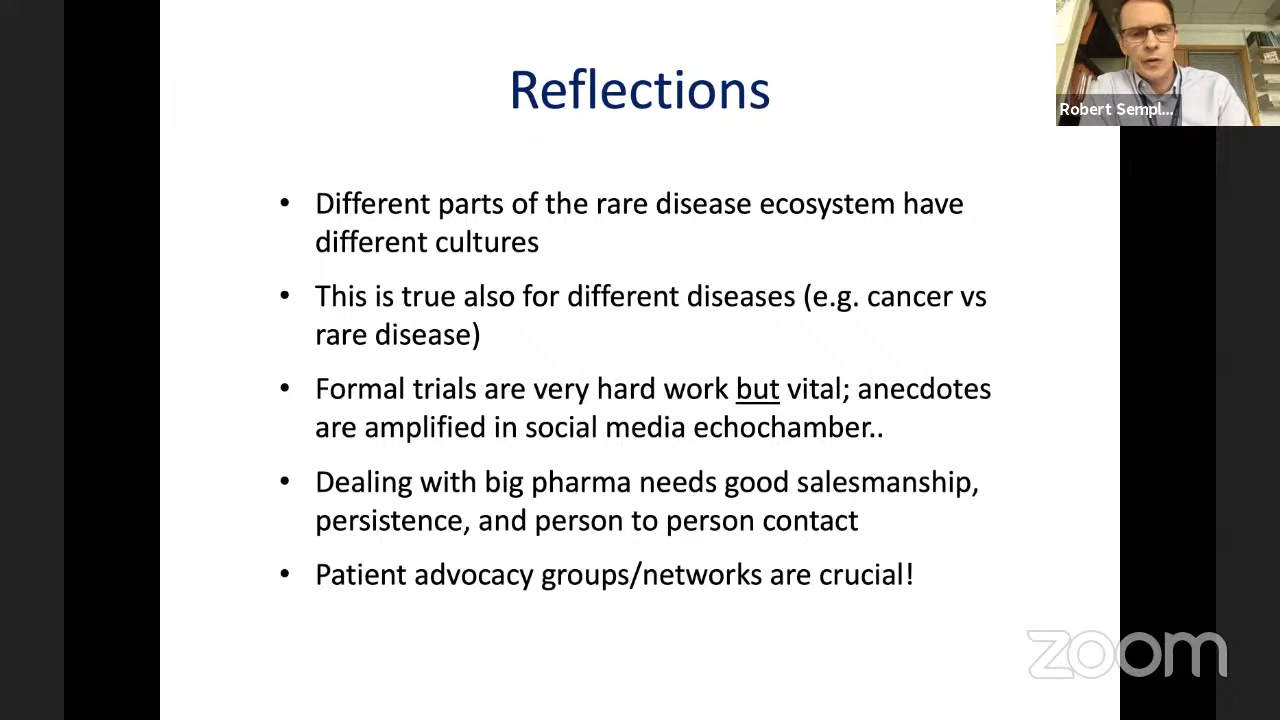 Reflections
Robert Sempl...
• Different parts of the rare disease ecosystem have
different cultures
• This is true also for different diseases (e.g. cancer vs
rare disease)
• Formal trials are very hard work but vital; anecdotes
are amplified in social media echochamber..
• Dealing with big pharma needs good salesmanship,
persistence, and person to person contact
• Patient advocacy groups/networks are crucial!
zoom